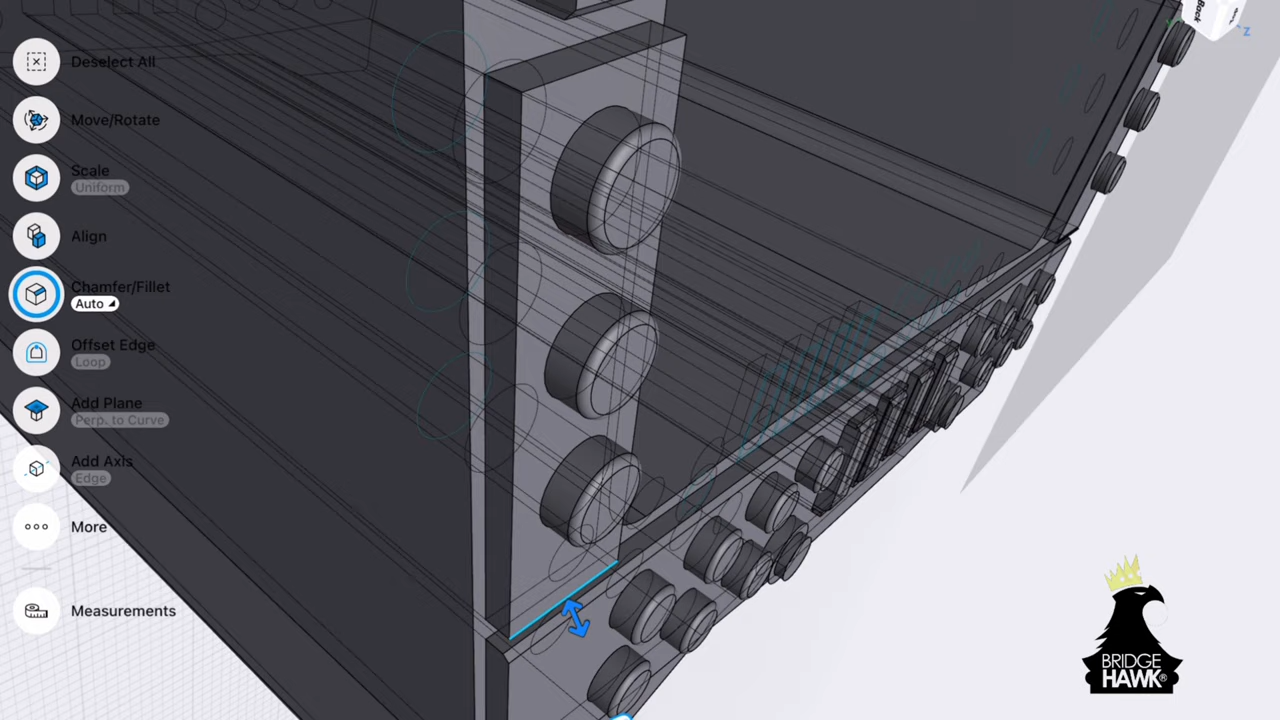 Back
Z
Deselect All
Move/Rotate
Scale
Uniform
Align
Chamfer/Fillet
Auto
Offset Edge
Loop
Add Plane
Perp. to Curve
Add Axis
Edge
More
Measurements
BRIDGE
HAWK®